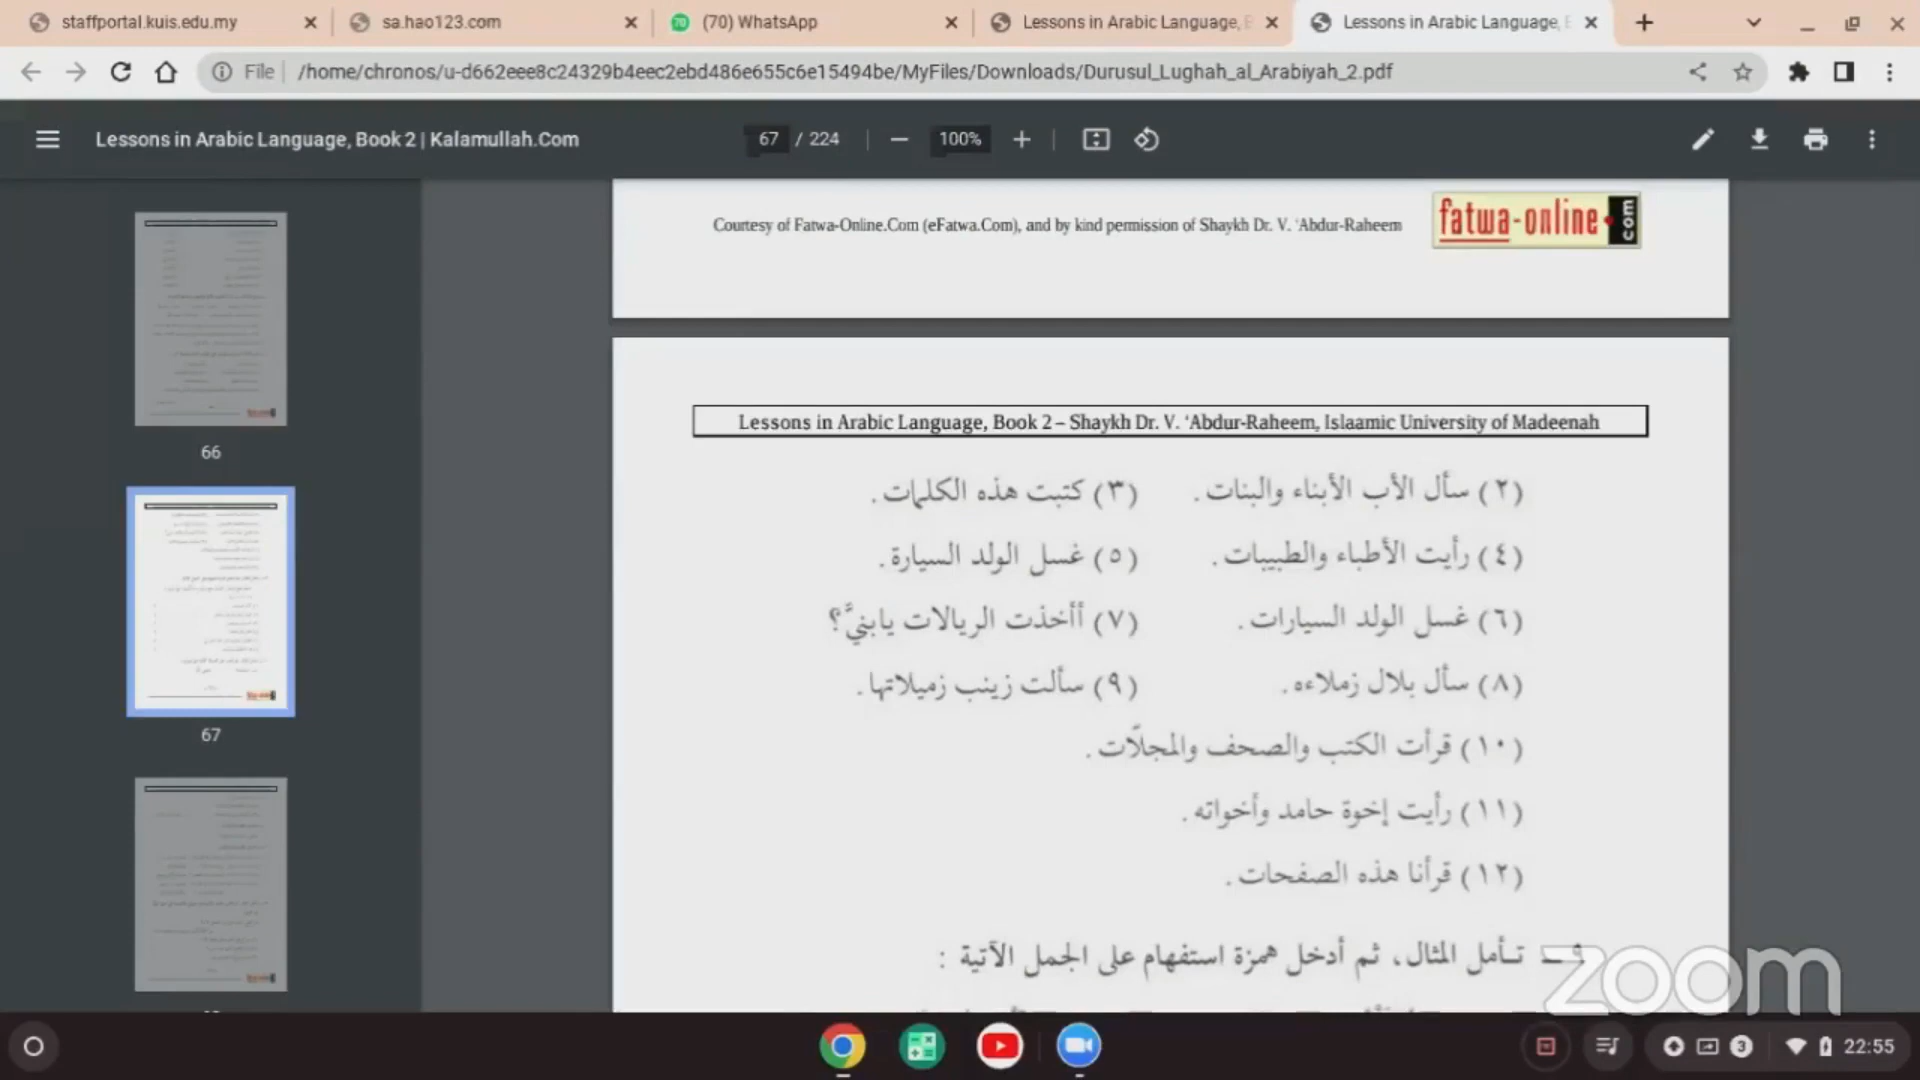 staffportal.kuis.edu.my
sa.hao123.com
70 (70) WhatsApp
Lessons in Arabic Language,
Lessons in Arabic Language,
File /home/chronos/u-d662eee8c24329b4eec2ebd486e655c6e15494be/MyFiles/Downloads/Durusul_Lughah_al_Arabiyah_2.pdf
Lessons in Arabic Language, Book 2 | Kalamullah.Com
67 / 224
100%
66
67
Courtesy of Fatwa-Online.Com (eFatwa.Com), and by kind permission of Shaykh Dr. V. ‘Abdur-Raheem
fatwa-online.com
Lessons in Arabic Language, Book 2 – Shaykh Dr. V. ‘Abdur-Raheem, Islaamic University of Madeenah
(٢) سأل الأب الأبناء والبنات. (٣) كتبت هذه الكلمات.
(٤) رأيت الأطباء والطبيبات. (٥) غسل الولد السيارة.
(٦) غسل الولد السيارات. (٧) أأخذت الريالات يابنيَّ؟
(٨) سأل بلال زملاءه. (٩) سألت زينب زميلاتها.
(١٠) قرأت الكتب والصحف والمجلّات.
(١١) رأيت إخوة حامد وأخواته.
(١٢) قرأنا هذه الصفحات.
٩ – تأمل المثال، ثم أدخل همزة استفهام على الجمل الآتية :
zoom
3
22:55